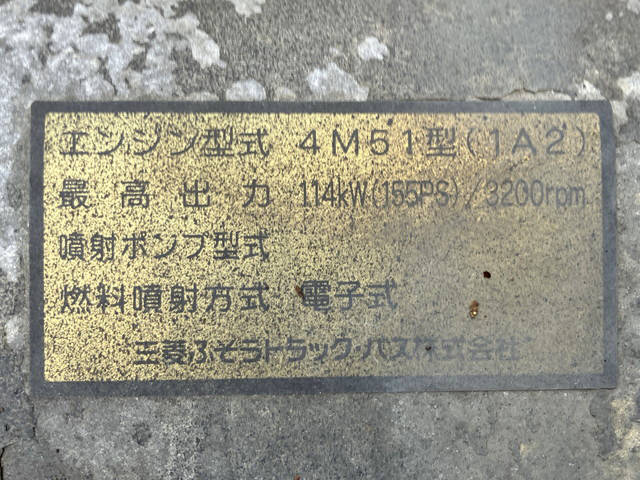 エンジン型式 4M51型(1A2)
最高出力 114kW(155PS)/3200rpm
噴射ポンプ型式
燃料噴射方式 電子式
三菱ふそうトラック・バス株式会社